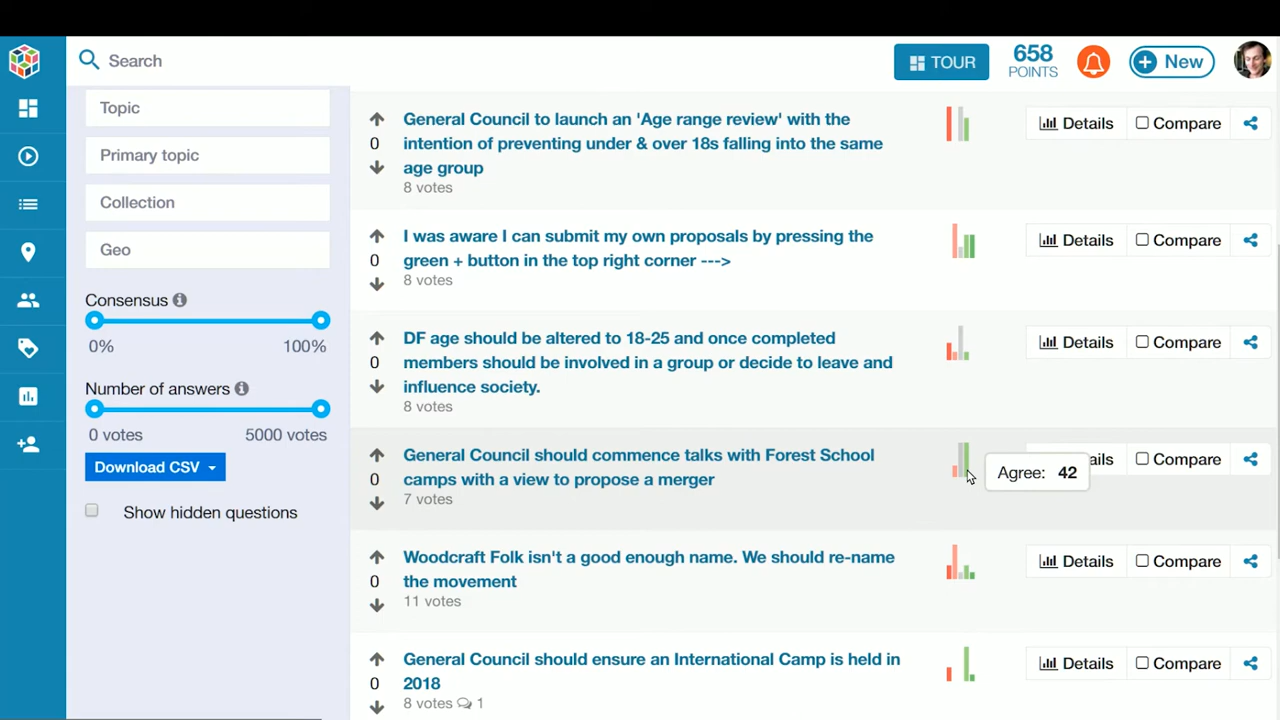 Search
TOUR
658
POINTS
New
Topic
Primary topic
Collection
Geo
Consensus
0% 100%
Number of answers
0 votes 5000 votes
Download CSV
Show hidden questions
General Council to launch an 'Age range review' with the
intention of preventing under & over 18s falling into the same
age group
0
8 votes
Details Compare
I was aware I can submit my own proposals by pressing the
green + button in the top right corner --->
0
8 votes
Details Compare
DF age should be altered to 18-25 and once completed
members should be involved in a group or decide to leave and
influence society.
0
8 votes
Details Compare
General Council should commence talks with Forest School
camps with a view to propose a merger
0
7 votes
Agree: 42
ails Compare
Woodcraft Folk isn't a good enough name. We should re-name
the movement
0
11 votes
Details Compare
General Council should ensure an International Camp is held in
2018
0
8 votes 1
Details Compare